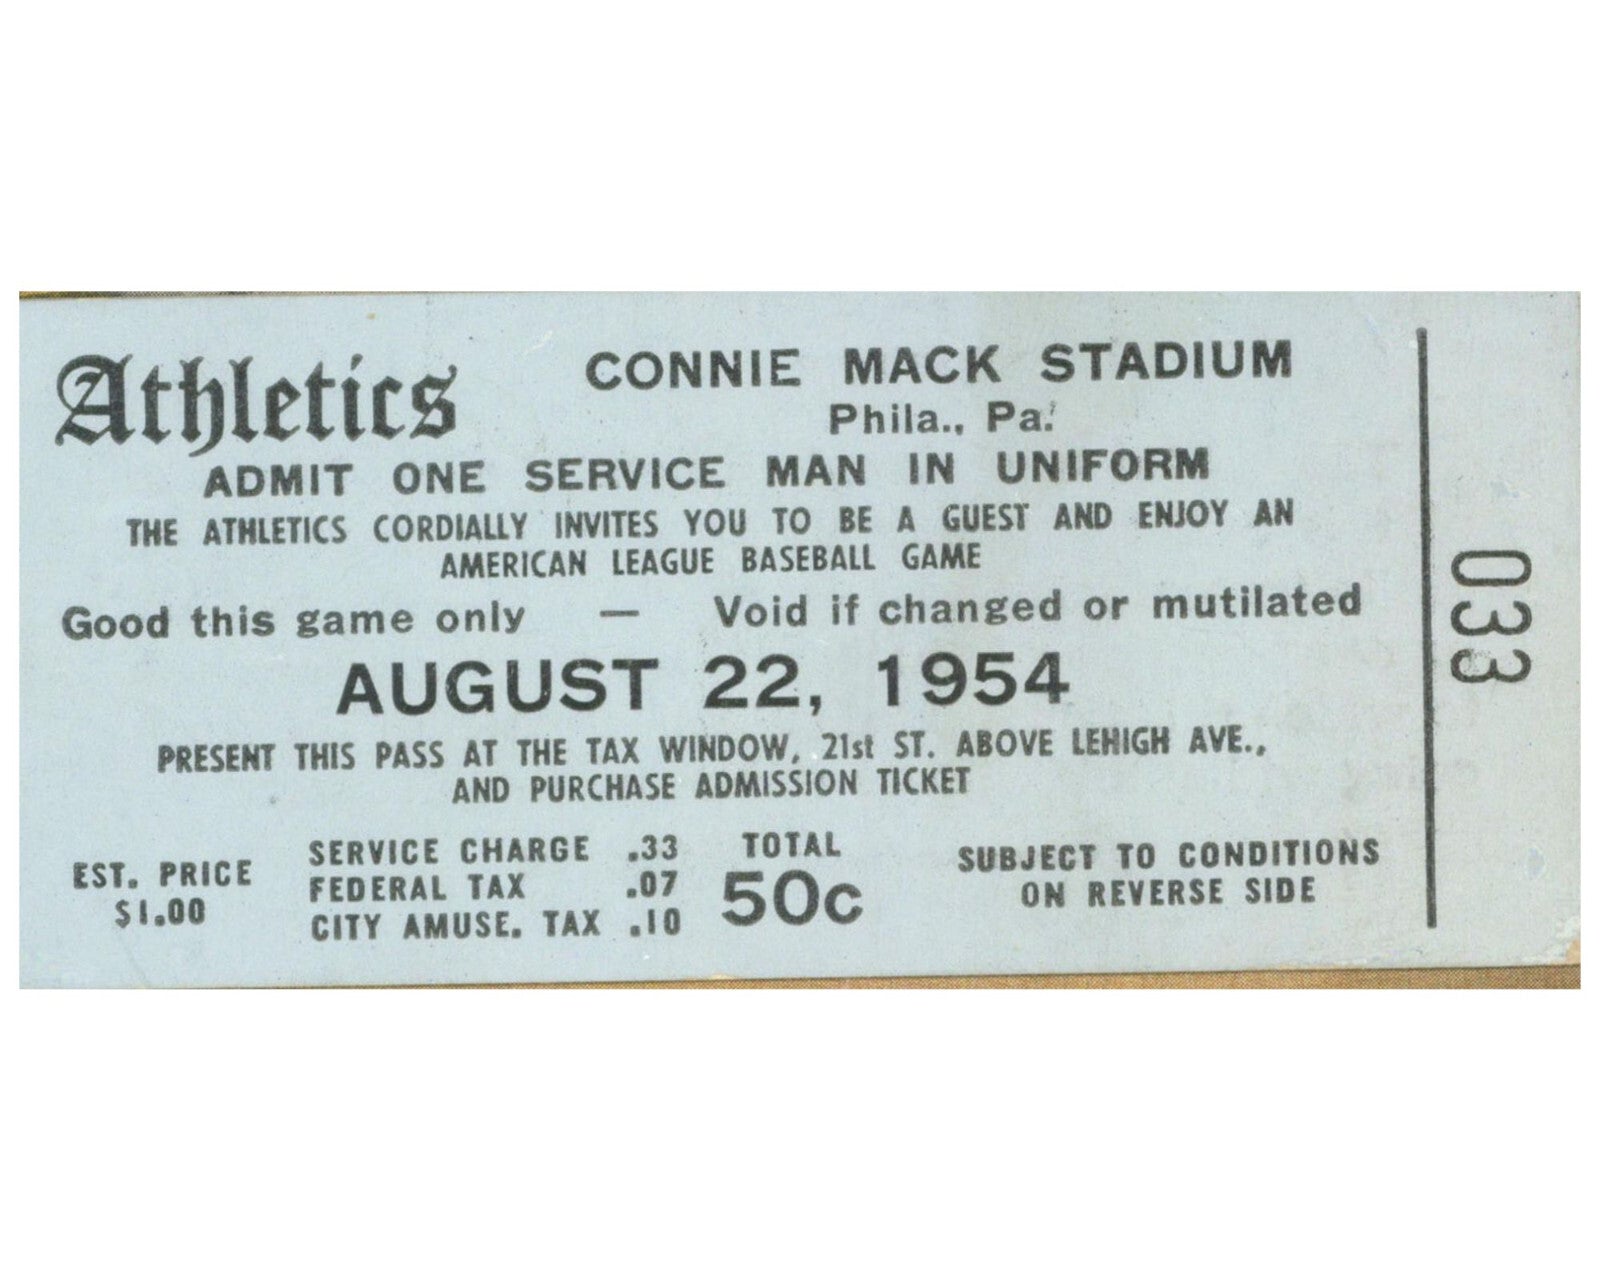 Athletics
CONNIE MACK STADIUM
Phila., Pa.
ADMIT ONE SERVICE MAN IN UNIFORM
THE ATHLETICS CORDIALLY INVITES YOU TO BE A GUEST AND ENJOY AN
AMERICAN LEAGUE BASEBALL GAME
Good this game only — Void if changed or mutilated
AUGUST 22, 1954
PRESENT THIS PASS AT THE TAX WINDOW, 21st ST. ABOVE LEHIGH AVE.,
AND PURCHASE ADMISSION TICKET
EST. PRICE
$1.00
SERVICE CHARGE .33
FEDERAL TAX .07
CITY AMUSE. TAX .10
TOTAL
50c
SUBJECT TO CONDITIONS
ON REVERSE SIDE
033